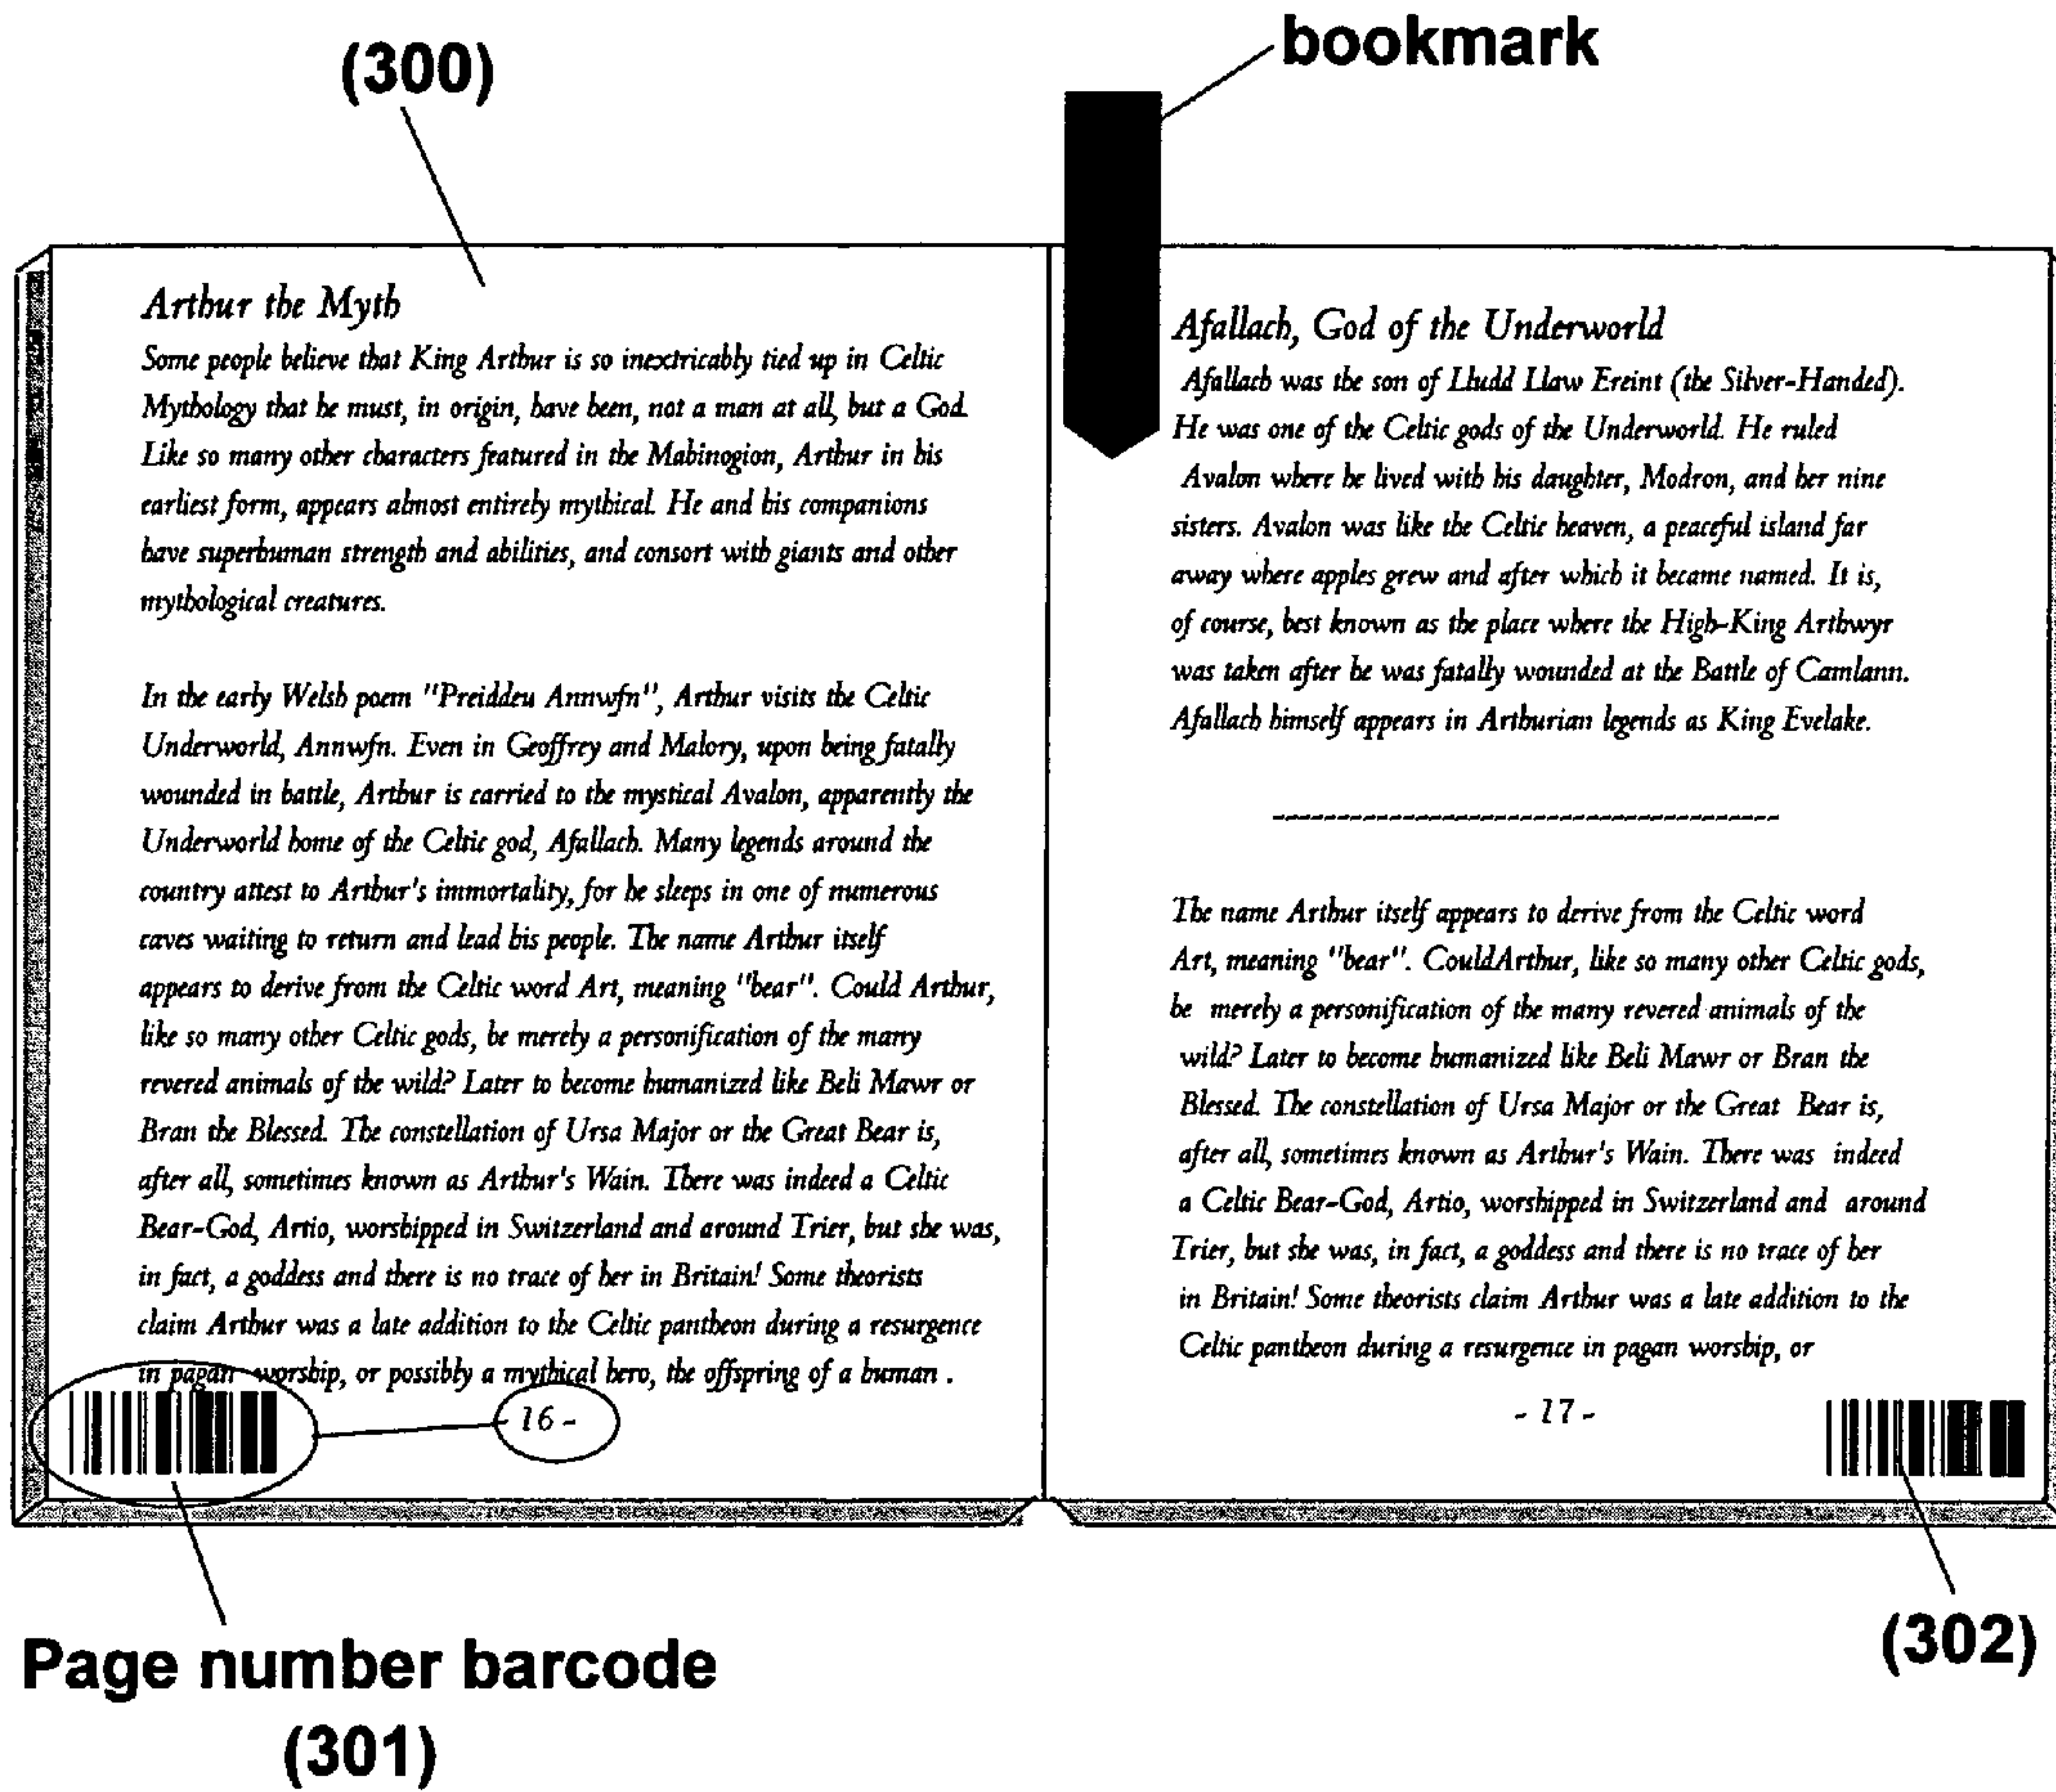 (300)
bookmark
Arthur the Myth
Some people believe that King Arthur is so inextricably tied up in Celtic
Mythology that he must, in origin, have been, not a man at all, but a God.
Like so many other characters featured in the Mabinogion, Arthur in his
earliest form, appears almost entirely mythical. He and his companions
have superhuman strength and abilities, and consort with giants and other
mythological creatures.
In the early Welsh poem "Preiddeu Annwfn", Arthur visits the Celtic
Underworld, Annwfn. Even in Geoffrey and Malory, upon being fatally
wounded in battle, Arthur is carried to the mystical Avalon, apparently the
Underworld home of the Celtic god, Afallach. Many legends around the
country attest to Arthur's immortality, for he sleeps in one of numerous
caves waiting to return and lead his people. The name Arthur itself
appears to derive from the Celtic word Art, meaning "bear". Could Arthur,
like so many other Celtic gods, be merely a personification of the many
revered animals of the wild? Later to become humanized like Beli Mawr or
Bran the Blessed. The constellation of Ursa Major or the Great Bear is,
after all, sometimes known as Arthur's Wain. There was indeed a Celtic
Bear-God, Artio, worshipped in Switzerland and around Trier, but she was,
in fact, a goddess and there is no trace of her in Britain! Some theorists
claim Arthur was a late addition to the Celtic pantheon during a resurgence
in pagan worship, or possibly a mythical hero, the offspring of a human .
- 16 -
Afallach, God of the Underworld
Afallach was the son of Lludd Llaw Ereint (the Silver-Handed).
He was one of the Celtic gods of the Underworld. He ruled
Avalon where he lived with his daughter, Modron, and her nine
sisters. Avalon was like the Celtic heaven, a peaceful island far
away where apples grew and after which it became named. It is,
of course, best known as the place where the High-King Arthwyr
was taken after he was fatally wounded at the Battle of Camlann.
Afallach himself appears in Arthurian legends as King Evelake.
The name Arthur itself appears to derive from the Celtic word
Art, meaning "bear". CouldArthur, like so many other Celtic gods,
be merely a personification of the many revered animals of the
wild? Later to become humanized like Beli Mawr or Bran the
Blessed. The constellation of Ursa Major or the Great Bear is,
after all, sometimes known as Arthur's Wain. There was indeed
a Celtic Bear-God, Artio, worshipped in Switzerland and around
Trier, but she was, in fact, a goddess and there is no trace of her
in Britain! Some theorists claim Arthur was a late addition to the
Celtic pantheon during a resurgence in pagan worship, or
- 17 -
Page number barcode
(301)
(302)